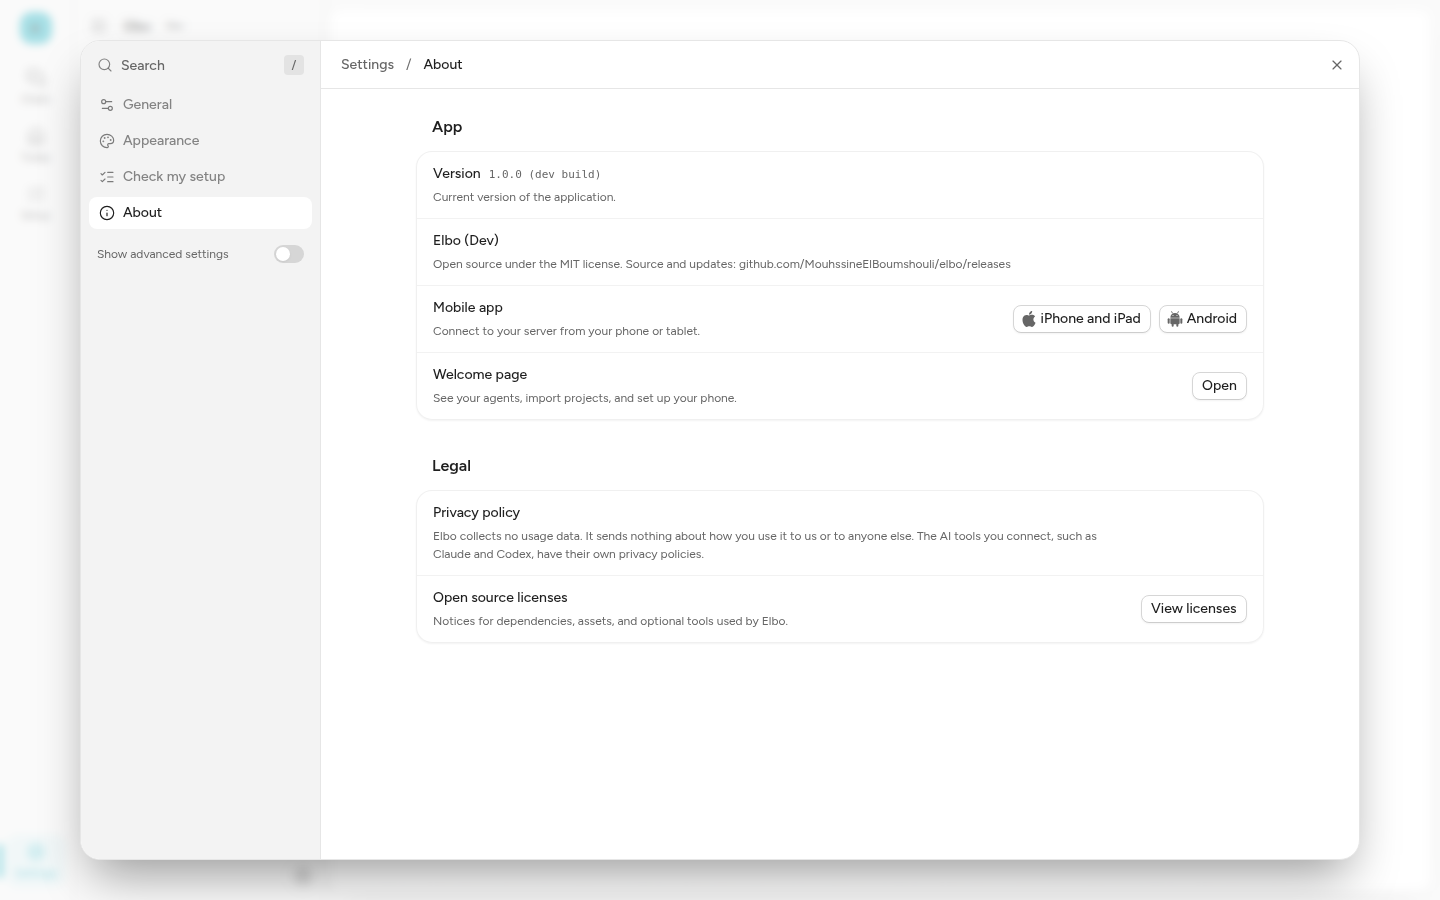 Search /
General
Appearance
Check my setup
About
Show advanced settings
Settings / About
App
Version 1.0.0 (dev build)
Current version of the application.
Elbo (Dev)
Open source under the MIT license. Source and updates: github.com/MouhssineElBoumshouli/elbo/releases
Mobile app
Connect to your server from your phone or tablet.
iPhone and iPad
Android
Welcome page
See your agents, import projects, and set up your phone.
Open
Legal
Privacy policy
Elbo collects no usage data. It sends nothing about how you use it to us or to anyone else. The AI tools you connect, such as
Claude and Codex, have their own privacy policies.
Open source licenses
Notices for dependencies, assets, and optional tools used by Elbo.
View licenses